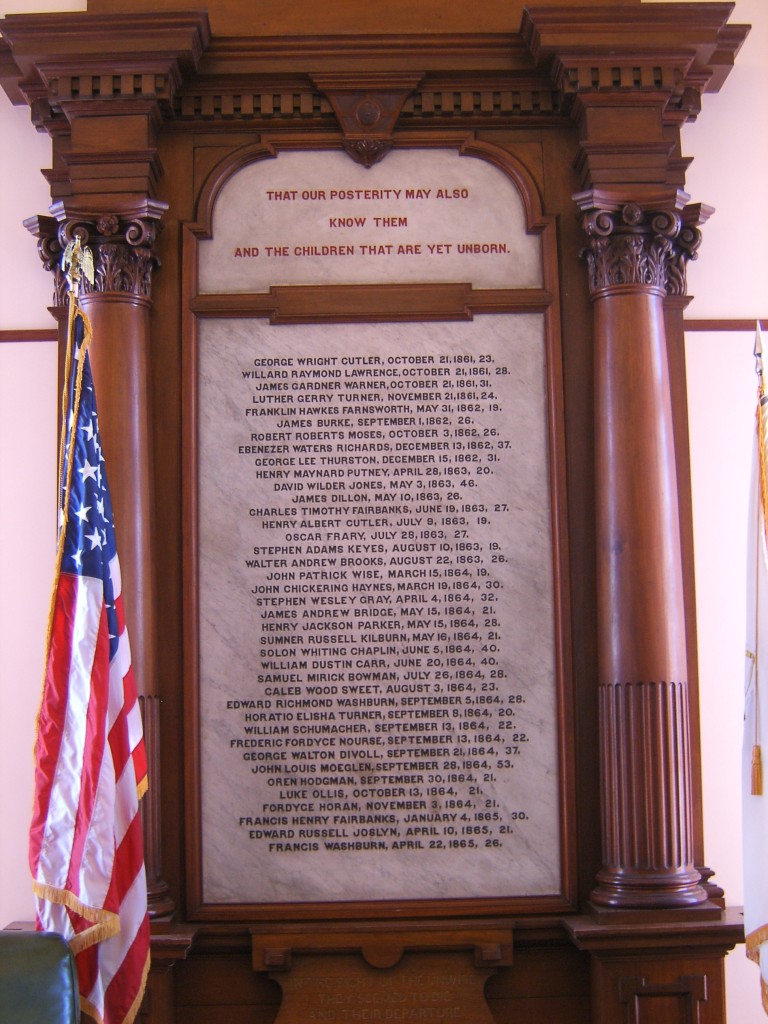 THAT OUR POSTERITY MAY ALSO
KNOW THEM
AND THE CHILDREN THAT ARE YET UNBORN.
GEORGE WRIGHT CUTLER, OCTOBER 21, 1861, 23.
WILLARD RAYMOND LAWRENCE, OCTOBER 21, 1861, 28.
JAMES GARDNER WARNER, OCTOBER 21, 1861, 31.
LUTHER GERRY TURNER, NOVEMBER 21, 1861, 24.
FRANKLIN HAWKES FARNSWORTH, MAY 31, 1862, 19.
JAMES BURKE, SEPTEMBER 1, 1862, 26.
ROBERT ROBERTS MOSES, OCTOBER 3, 1862, 26.
EBENEZER WATERS RICHARDS, DECEMBER 13, 1862, 37.
GEORGE LEE THURSTON, DECEMBER 15, 1862, 31.
HENRY MAYNARD PUTNEY, APRIL 28, 1863, 20.
DAVID WILDER JONES, MAY 3, 1863, 46.
JAMES DILLON, MAY 10, 1863, 26.
CHARLES TIMOTHY FAIRBANKS, JUNE 19, 1863, 27.
HENRY ALBERT CUTLER, JULY 9, 1863, 19.
OSCAR FRARY, JULY 28, 1863, 27.
STEPHEN ADAMS KEYES, AUGUST 10, 1863, 19.
WALTER ANDREW BROOKS, AUGUST 22, 1863, 26.
JOHN PATRICK WISE, MARCH 15, 1864, 19.
JOHN CHICKERING HAYNES, MARCH 19, 1864, 30.
STEPHEN WESLEY GRAY, APRIL 4, 1864, 32.
JAMES ANDREW BRIDGE, MAY 15, 1864, 21.
HENRY JACKSON PARKER, MAY 15, 1864, 28.
SUMNER RUSSELL KILBURN, MAY 16, 1864, 21.
SOLON WHITING CHAPLIN, JUNE 5, 1864, 40.
WILLIAM DUSTIN CARR, JUNE 20, 1864, 40.
SAMUEL MIRICK BOWMAN, JULY 26, 1864, 28.
CALEB WOOD SWEET, AUGUST 3, 1864, 23.
EDWARD RICHMOND WASHBURN, SEPTEMBER 5, 1864, 28.
HORATIO ELISHA TURNER, SEPTEMBER 8, 1864, 20.
WILLIAM SCHUMACHER, SEPTEMBER 13, 1864, 22.
FREDERIC FORDYCE NOURSE, SEPTEMBER 13, 1864, 22.
GEORGE WALTON DIVOLL, SEPTEMBER 21, 1864, 37.
JOHN LOUIS MOEGLEN, SEPTEMBER 28, 1864, 53.
OREN HODGMAN, SEPTEMBER 30, 1864, 21.
LUKE OLLIS, OCTOBER 13, 1864, 21.
FORDYCE HORAN, NOVEMBER 3, 1864, 21.
FRANCIS HENRY FAIRBANKS, JANUARY 4, 1865, 30.
EDWARD RUSSELL JOSLYN, APRIL 10, 1865, 21.
FRANCIS WASHBURN, APRIL 22, 1865, 26.
THE UNWISE
THEY SEEMED TO DIE
AND THEIR DEPARTURE